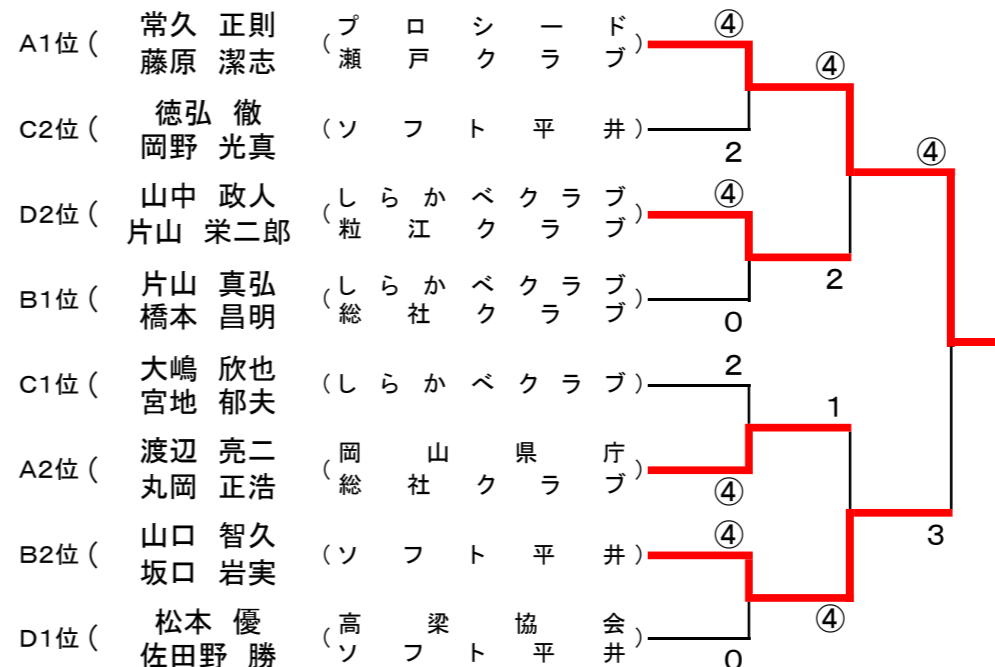 常久 正則 プロシード ④
A1位 ( ( )
藤原 潔志 瀬戸クラブ ④
徳弘 徹
C2位 ( (ソフト平井)
岡野 光真 2 ④
山中 政人 しらかべクラブ ④
D2位 ( ( )
片山 栄二郎 粒江クラブ
片山 真弘 しらかべクラブ 2
B1位 ( ( )
橋本 昌明 総社クラブ 0
大嶋 欣也 2
C1位 ( (しらかべクラブ)
宮地 郁夫 1
渡辺 亮二 岡山県庁
A2位 ( ( )
丸岡 正浩 総社クラブ ④
山口 智久 ④ 3
B2位 ( (ソフト平井)
坂口 岩実
松本 優 高梁協会 ④
D1位 ( ( )
佐田野 勝 ソフト平井 0